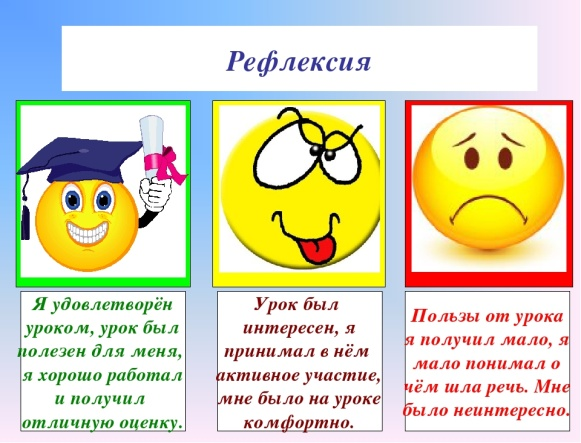 Рефлексия
Я удовлетворён
уроком, урок был
полезен для меня,
я хорошо работал
и получил
отличную оценку.
Урок был
интересен, я
принимал в нём
активное участие,
мне было на уроке
комфортно.
Пользы от урока
я получил мало, я
мало понимал о
чём шла речь. Мне
было неинтересно.